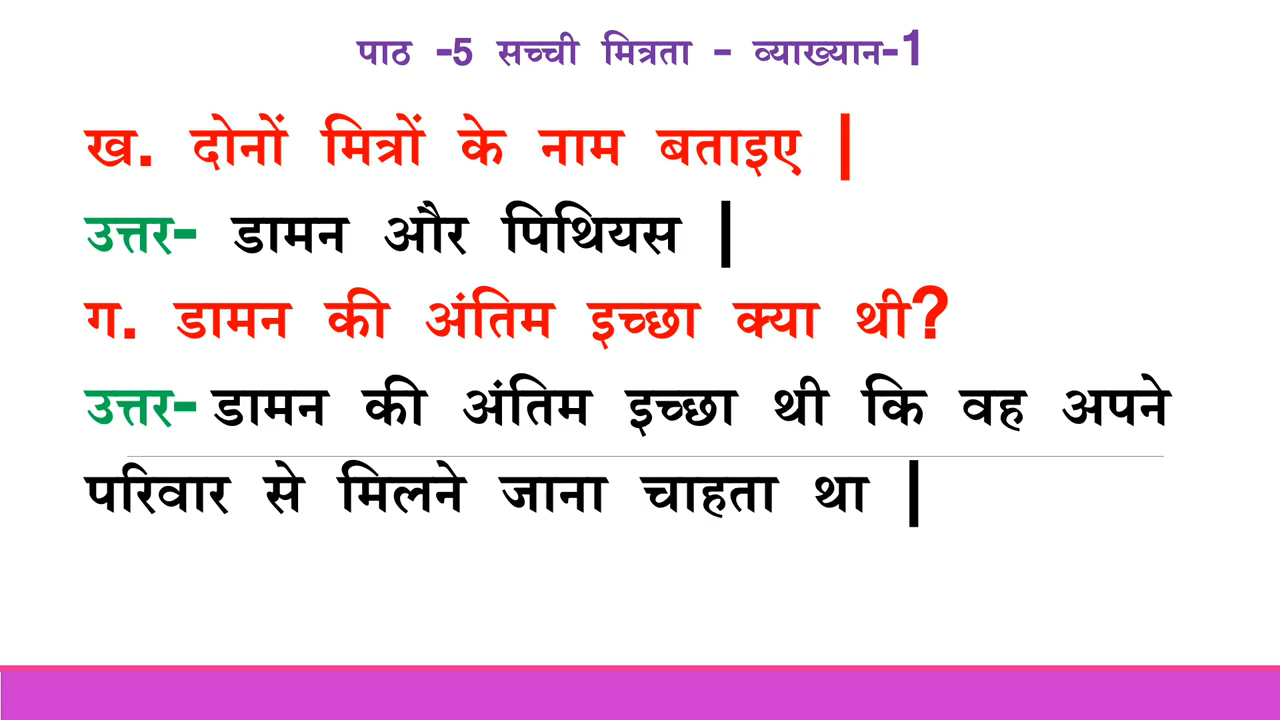 पाठ -5 सच्ची मित्रता - व्याख्यान-1
ख. दोनों मित्रों के नाम बताइए |
उत्तर- डामन और पिथियस |
ग. डामन की अंतिम इच्छा क्या थी?
उत्तर- डामन की अंतिम इच्छा थी कि वह अपने
परिवार से मिलने जाना चाहता था |